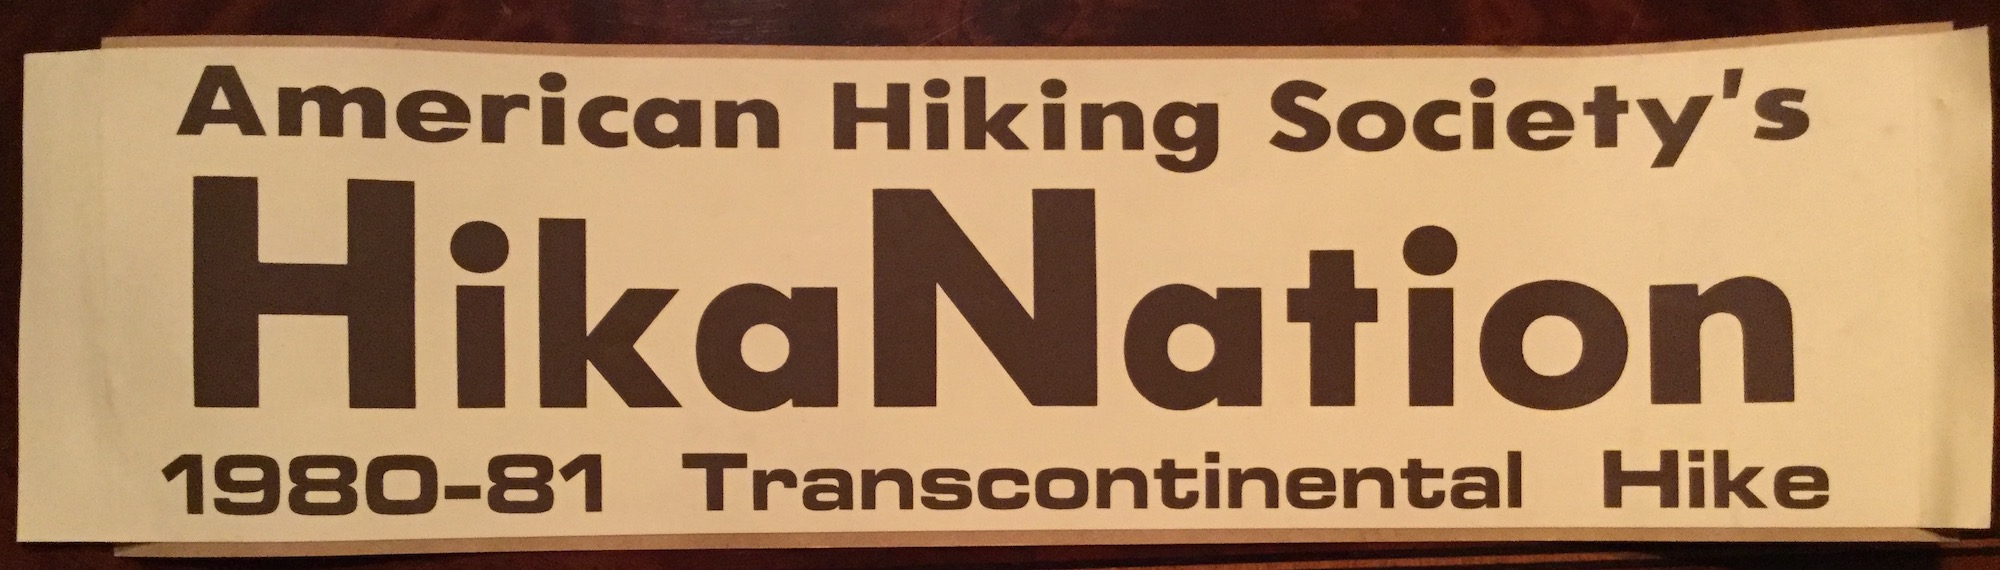 American Hiking Society's
HikaNation
1980-81 Transcontinental Hike